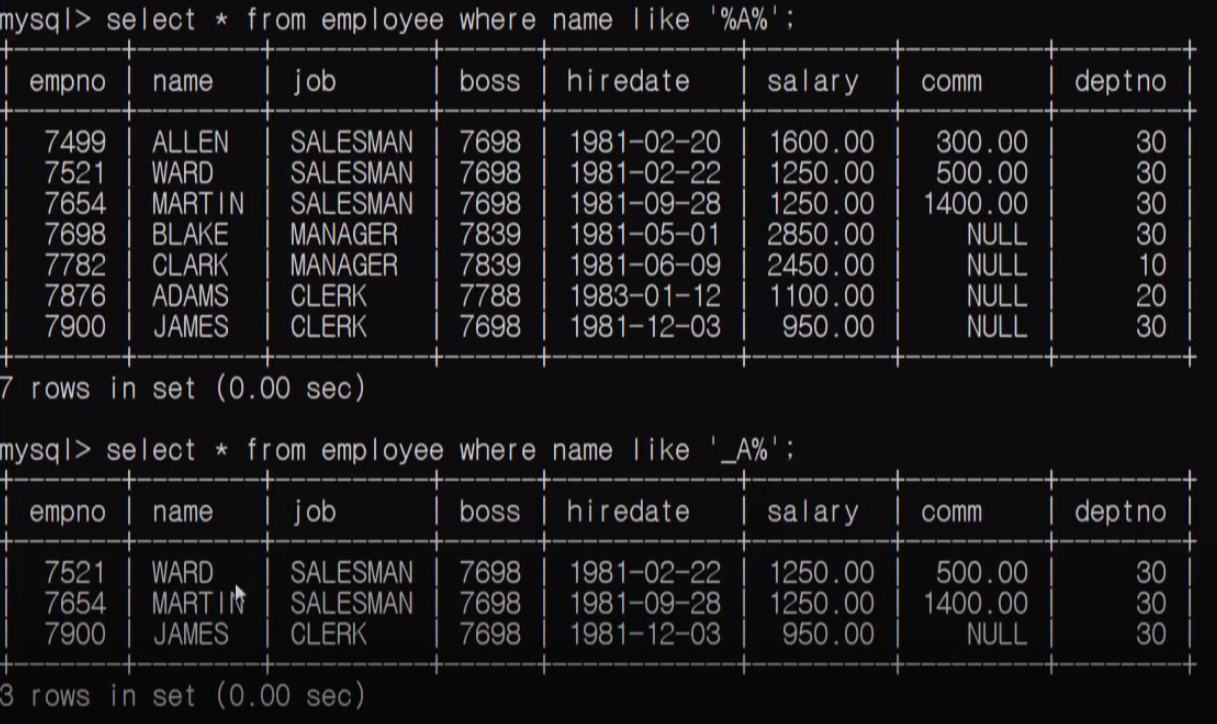 mysql> select * from employee where name like '%A%';
| empno | name | job | boss | hiredate | salary | comm | deptno |
| 7499 | ALLEN | SALESMAN | 7698 | 1981-02-20 | 1600.00 | 300.00 | 30 |
| 7521 | WARD | SALESMAN | 7698 | 1981-02-22 | 1250.00 | 500.00 | 30 |
| 7654 | MARTIN | SALESMAN | 7698 | 1981-09-28 | 1250.00 | 1400.00 | 30 |
| 7698 | BLAKE | MANAGER | 7839 | 1981-05-01 | 2850.00 | NULL | 30 |
| 7782 | CLARK | MANAGER | 7839 | 1981-06-09 | 2450.00 | NULL | 10 |
| 7876 | ADAMS | CLERK | 7788 | 1983-01-12 | 1100.00 | NULL | 20 |
| 7900 | JAMES | CLERK | 7698 | 1981-12-03 | 950.00 | NULL | 30 |
7 rows in set (0.00 sec)
mysql> select * from employee where name like '_A%';
| empno | name | job | boss | hiredate | salary | comm | deptno |
| 7521 | WARD | SALESMAN | 7698 | 1981-02-22 | 1250.00 | 500.00 | 30 |
| 7654 | MARTIN | SALESMAN | 7698 | 1981-09-28 | 1250.00 | 1400.00 | 30 |
| 7900 | JAMES | CLERK | 7698 | 1981-12-03 | 950.00 | NULL | 30 |
3 rows in set (0.00 sec)